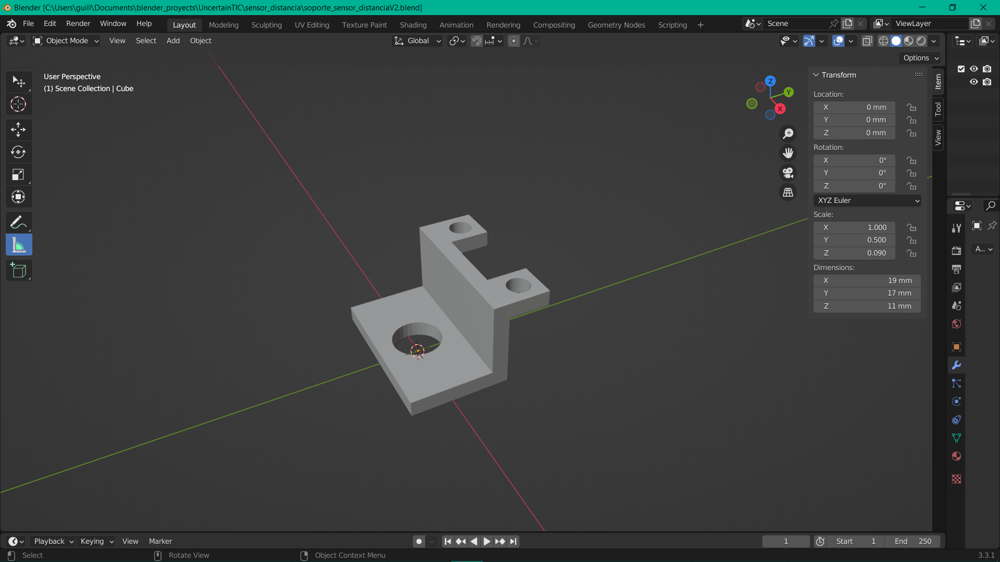 Blender [C:\Users\guill\Documents\blender_proyects\UncertainTIC\sensor_distancia\soporte_sensor_distanciaV2.blend]
File Edit Render Window Help Layout Modeling Sculpting UV Editing Texture Paint Shading Animation Rendering Compositing Geometry Nodes Scripting + Scene ViewLayer
Object Mode View Select Add Object Global
Options
User Perspective
(1) Scene Collection | Cube
Z
Y
X
Transform
Location:
X 0 mm
Y 0 mm
Z 0 mm
Rotation:
X 0°
Y 0°
Z 0°
XYZ Euler
Scale:
X 1.000
Y 0.500
Z 0.090
Dimensions:
X 19 mm
Y 17 mm
Z 11 mm
Item
Tool
View
A...
Playback Keying View Marker 1 Start 1 End 250
Select Rotate View Object Context Menu 3.3.1